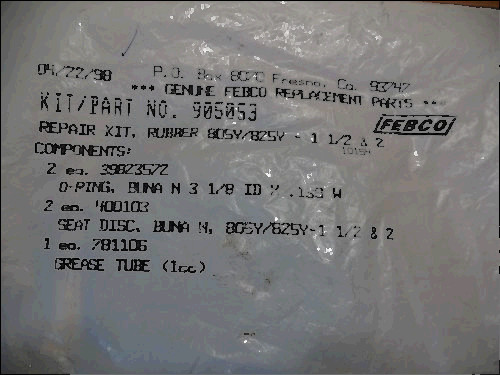 04/22/98 P.O. Box 8070 Fresno, Ca. 93747
*** GENUINE FEBCO REPLACEMENT PARTS ***
KIT/PART NO. 905053
FEBCO
REPAIR KIT, RUBBER 805Y/825Y - 1 1/2 & 2
COMPONENTS:
2 ea. 39823572
O-RING, BUNA N 3 1/8 ID X .139 W
2 ea. 400103
SEAT DISC, BUNA N, 805Y/825Y-1 1/2 & 2
1 ea. 781106
GREASE TUBE (1cc)